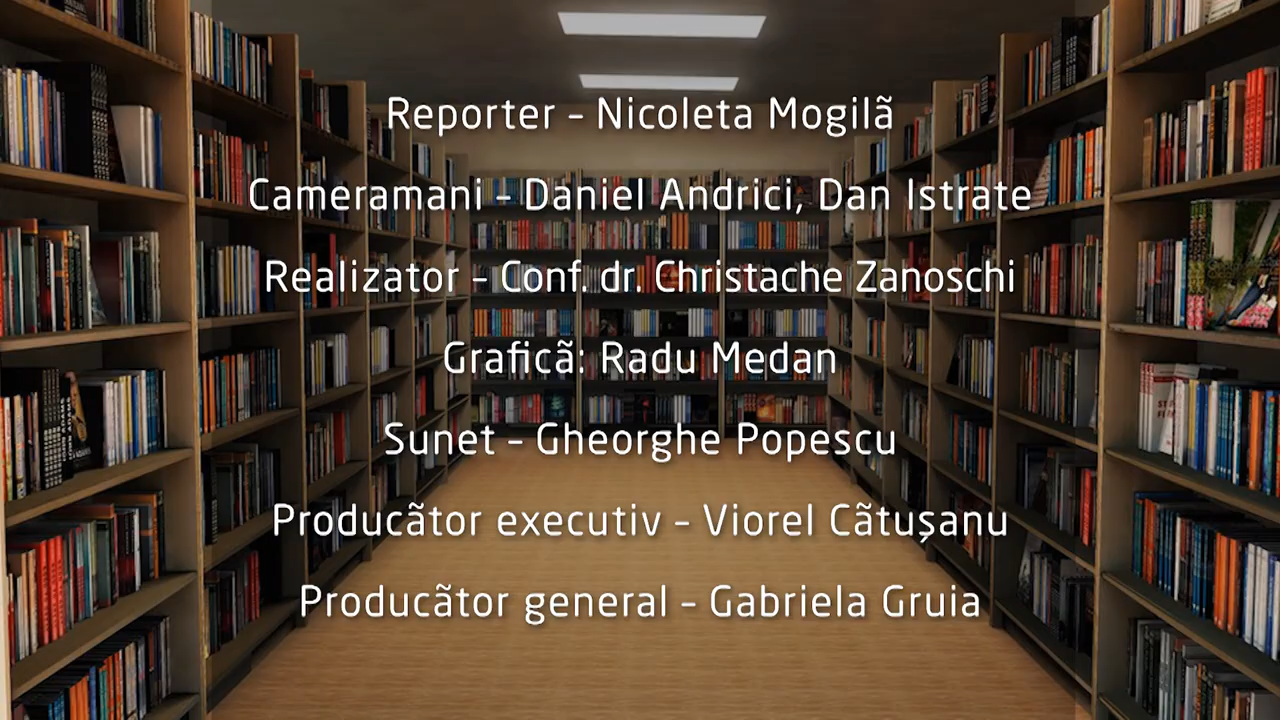 Reporter - Nicoleta Mogilã
Cameramani - Daniel Andrici, Dan Istrate
Realizator - Conf. dr. Christache Zanoschi
Graficã: Radu Medan
Sunet - Gheorghe Popescu
Producãtor executiv - Viorel Cãtușanu
Producãtor general - Gabriela Gruia